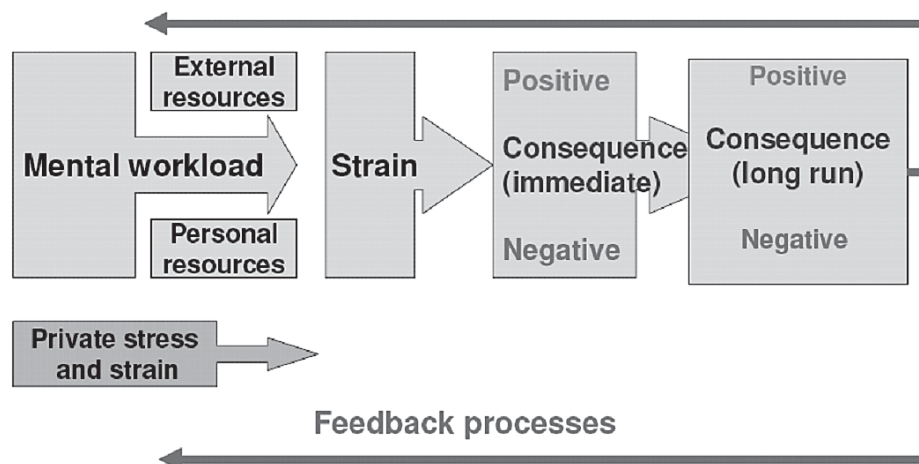 External
resources
Mental workload
Personal
resources
Strain
Positive
Consequence
(immediate)
Negative
Positive
Consequence
(long run)
Negative
Private stress
and strain
Feedback processes